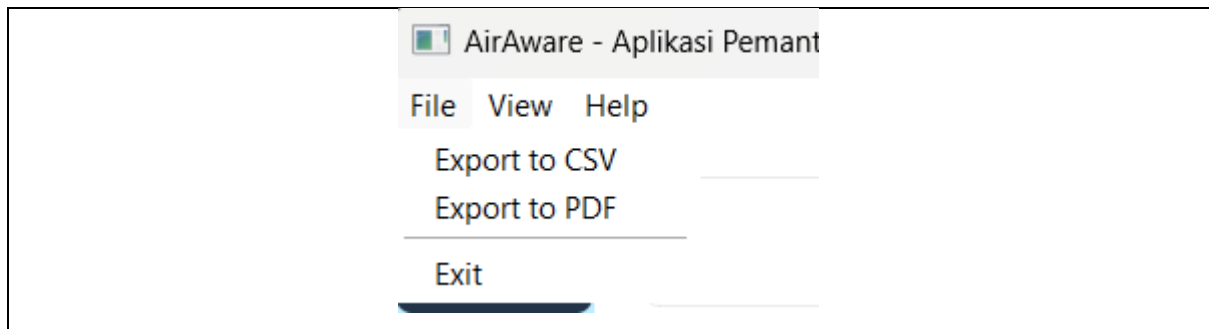 AirAware - Aplikasi Pemant
File View Help
Export to CSV
Export to PDF
Exit